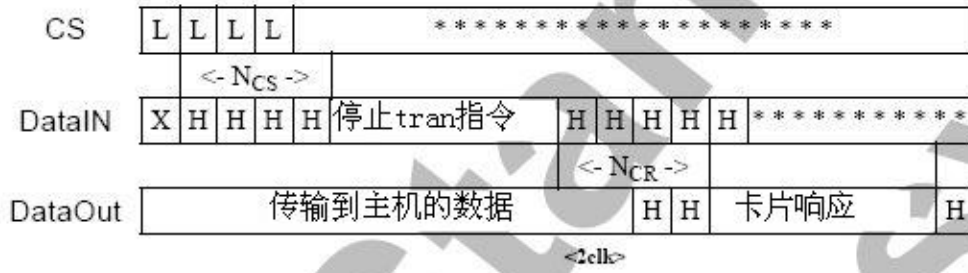 CS L L L L * * * * * * * * * * * * * * * * * * * *
<- NCS ->
DataIN X H H H H 停止tran指令 H H H H H * * * * * * * * * * *
<- NCR ->
DataOut 传输到主机的数据 H H 卡片响应 H
<2clk>